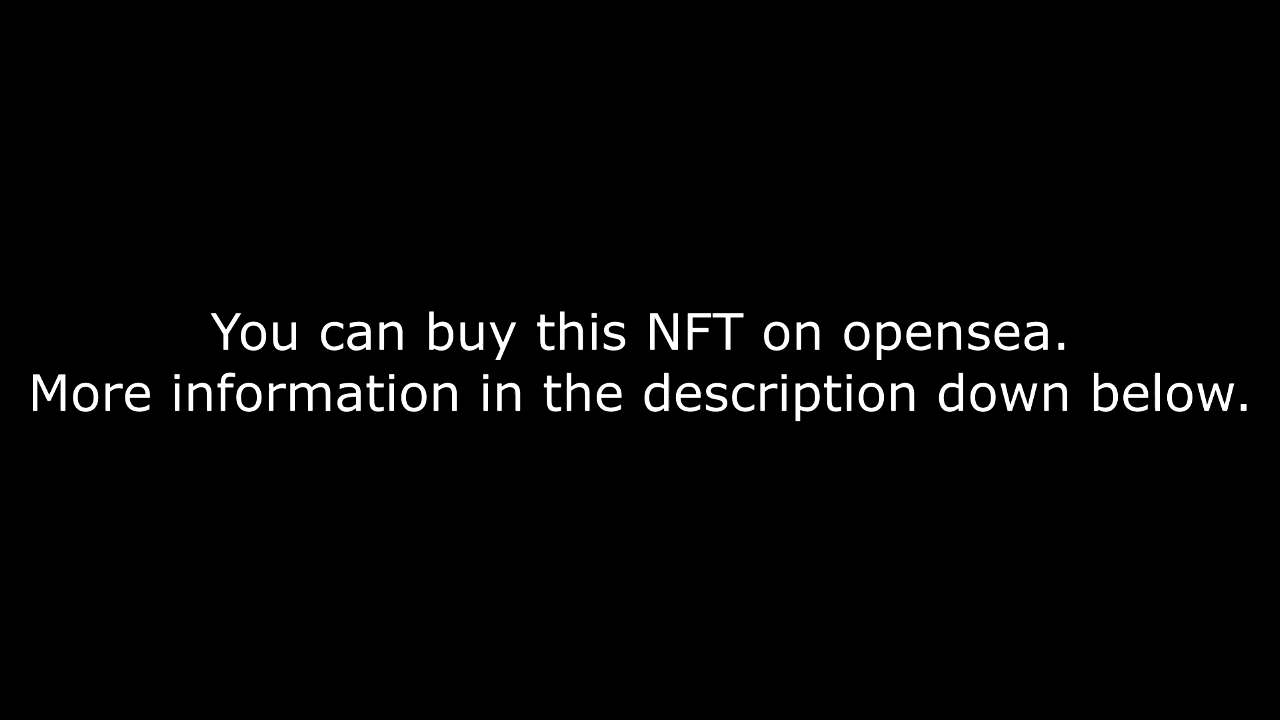 You can buy this NFT on opensea.
More information in the description down below.